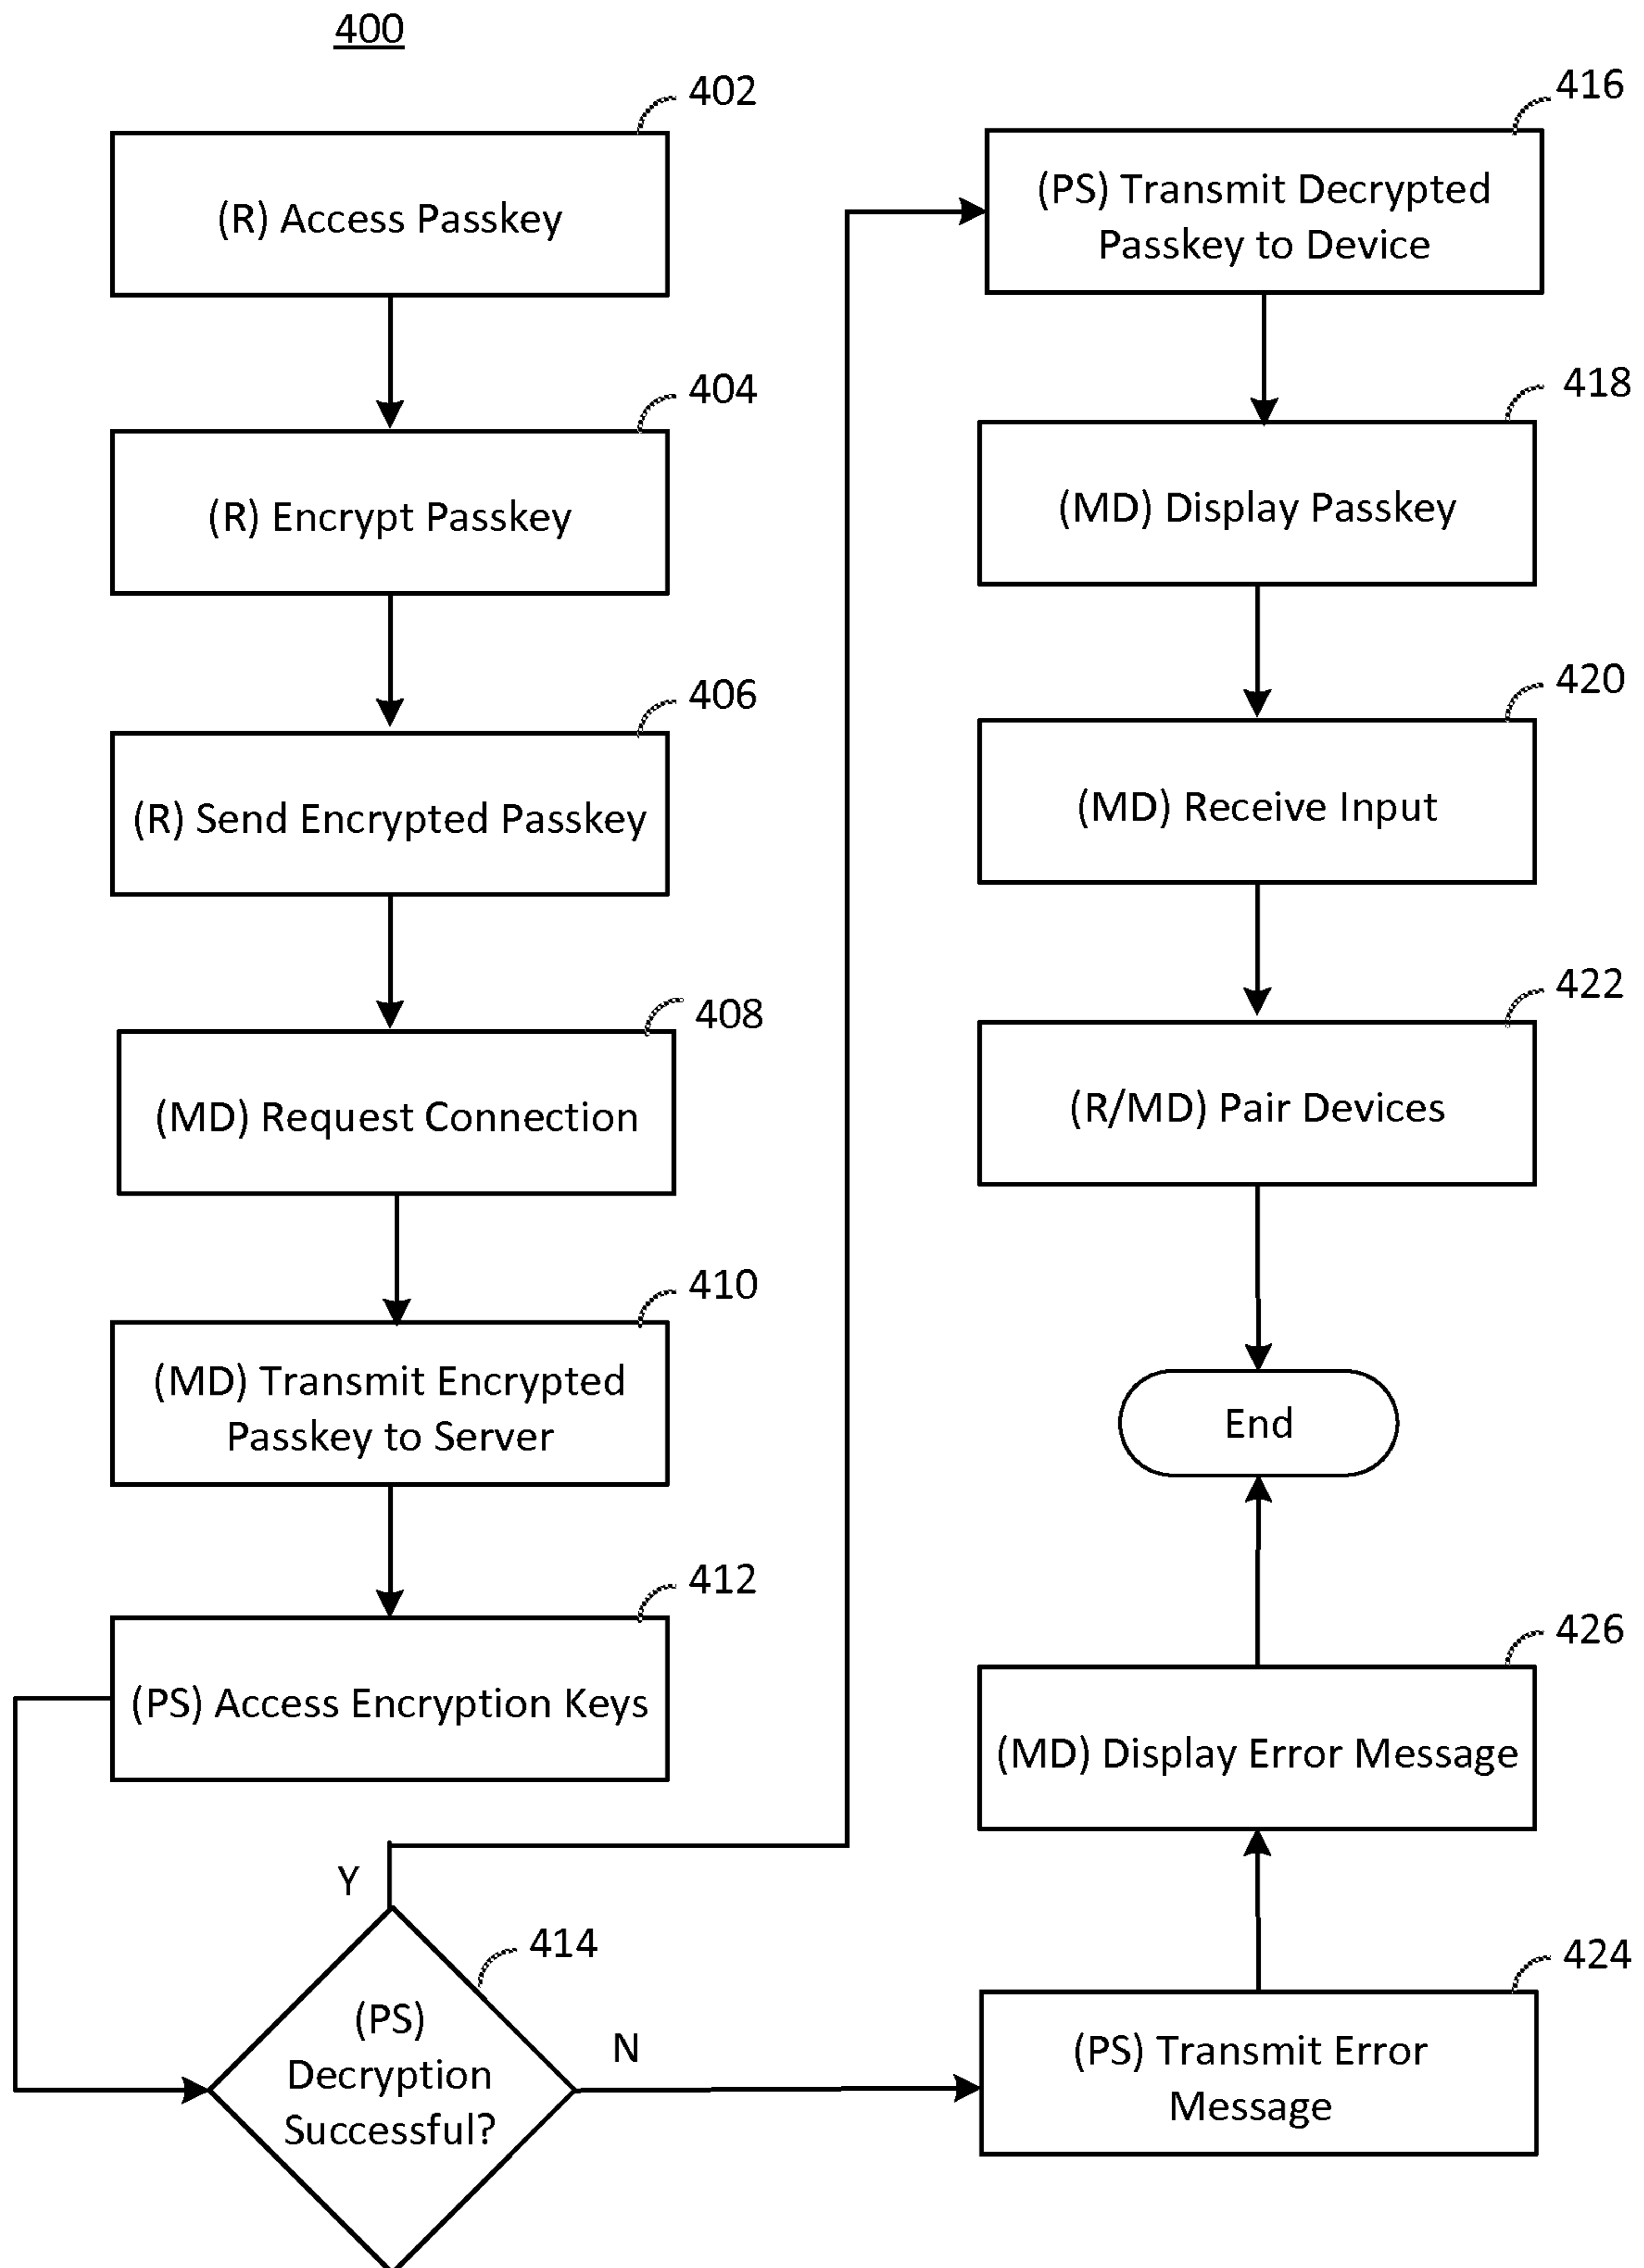 400
402
(R) Access Passkey
404
(R) Encrypt Passkey
406
(R) Send Encrypted Passkey
408
(MD) Request Connection
410
(MD) Transmit Encrypted
Passkey to Server
412
(PS) Access Encryption Keys
Y
414
(PS)
Decryption
Successful?
N
416
(PS) Transmit Decrypted
Passkey to Device
418
(MD) Display Passkey
420
(MD) Receive Input
422
(R/MD) Pair Devices
End
426
(MD) Display Error Message
424
(PS) Transmit Error
Message